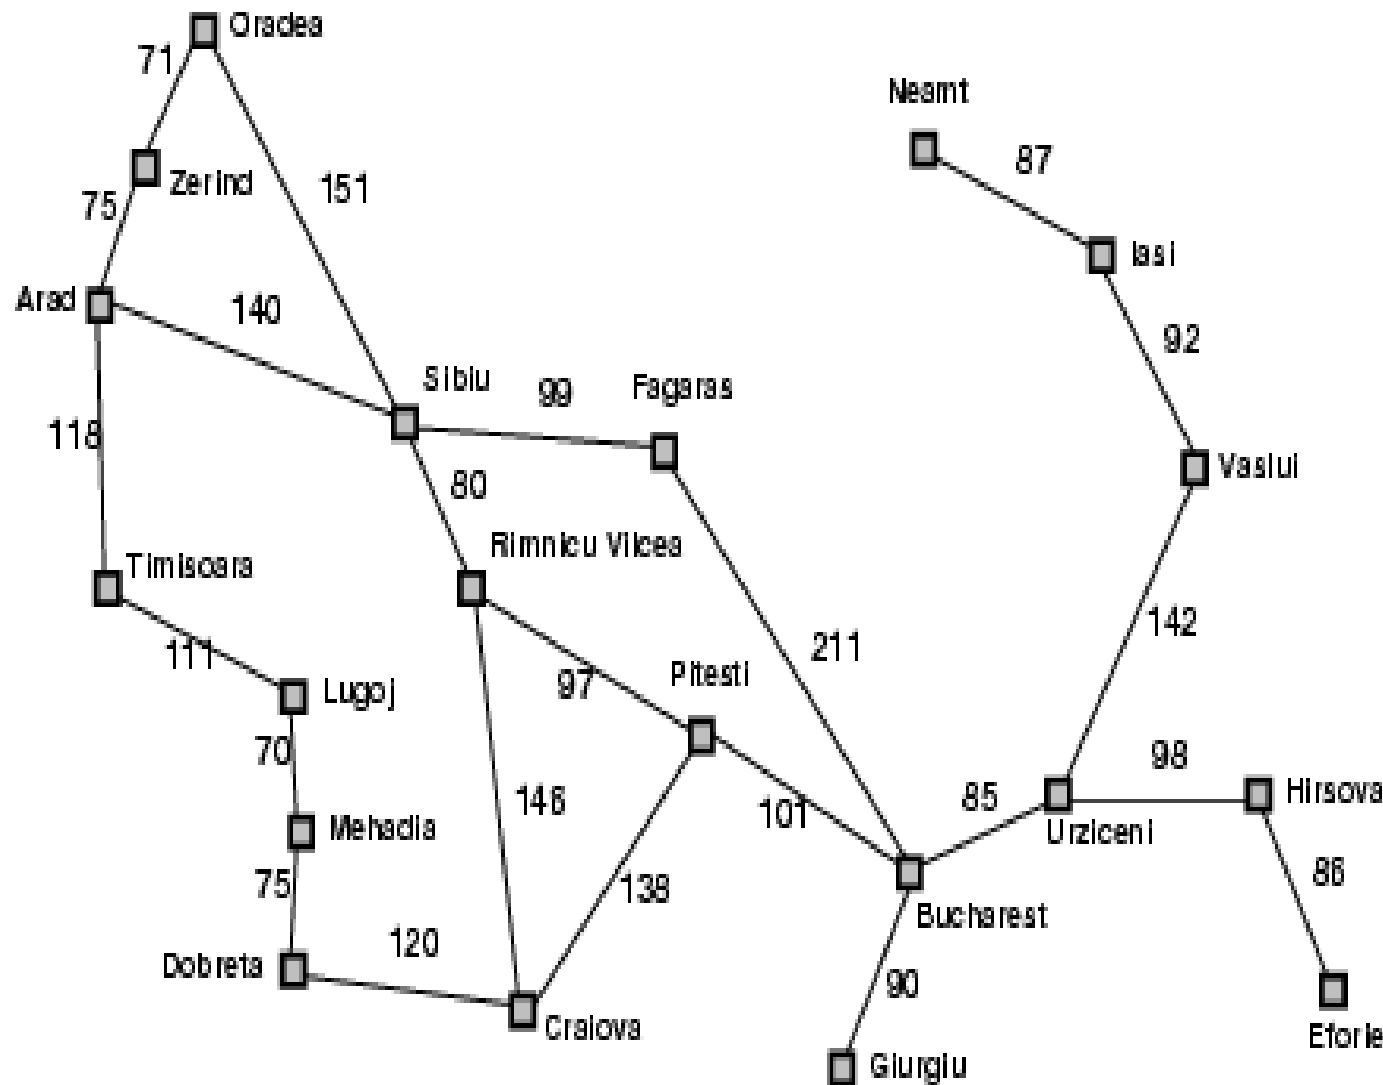 Oradea
71
Neamt
87
Zerind
151
75
Iasi
Arad
140
92
Sibiu
99
Fagaras
118
80
Vaslui
Rimnicu Vilcea
Timisoara
142
111
211
97
Pitesti
Lugoj
70
98
146
85
Hirsova
101
Mehadia
Urziceni
75
138
86
Bucharest
120
Dobreta
90
Craiova
Eforie
Giurgiu